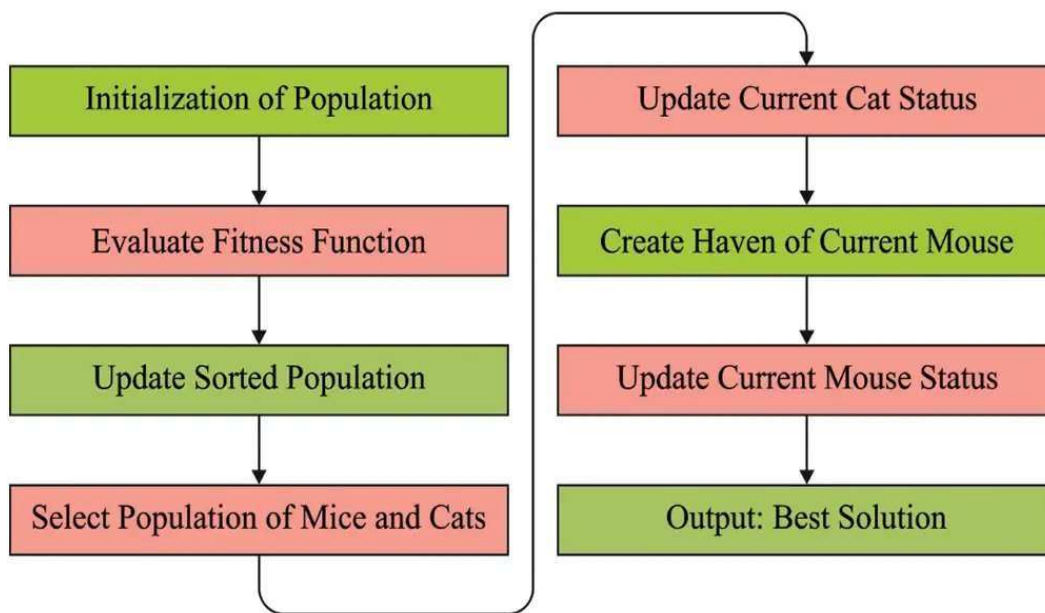 Initialization of Population
Evaluate Fitness Function
Update Sorted Population
Select Population of Mice and Cats
Update Current Cat Status
Create Haven of Current Mouse
Update Current Mouse Status
Output: Best Solution